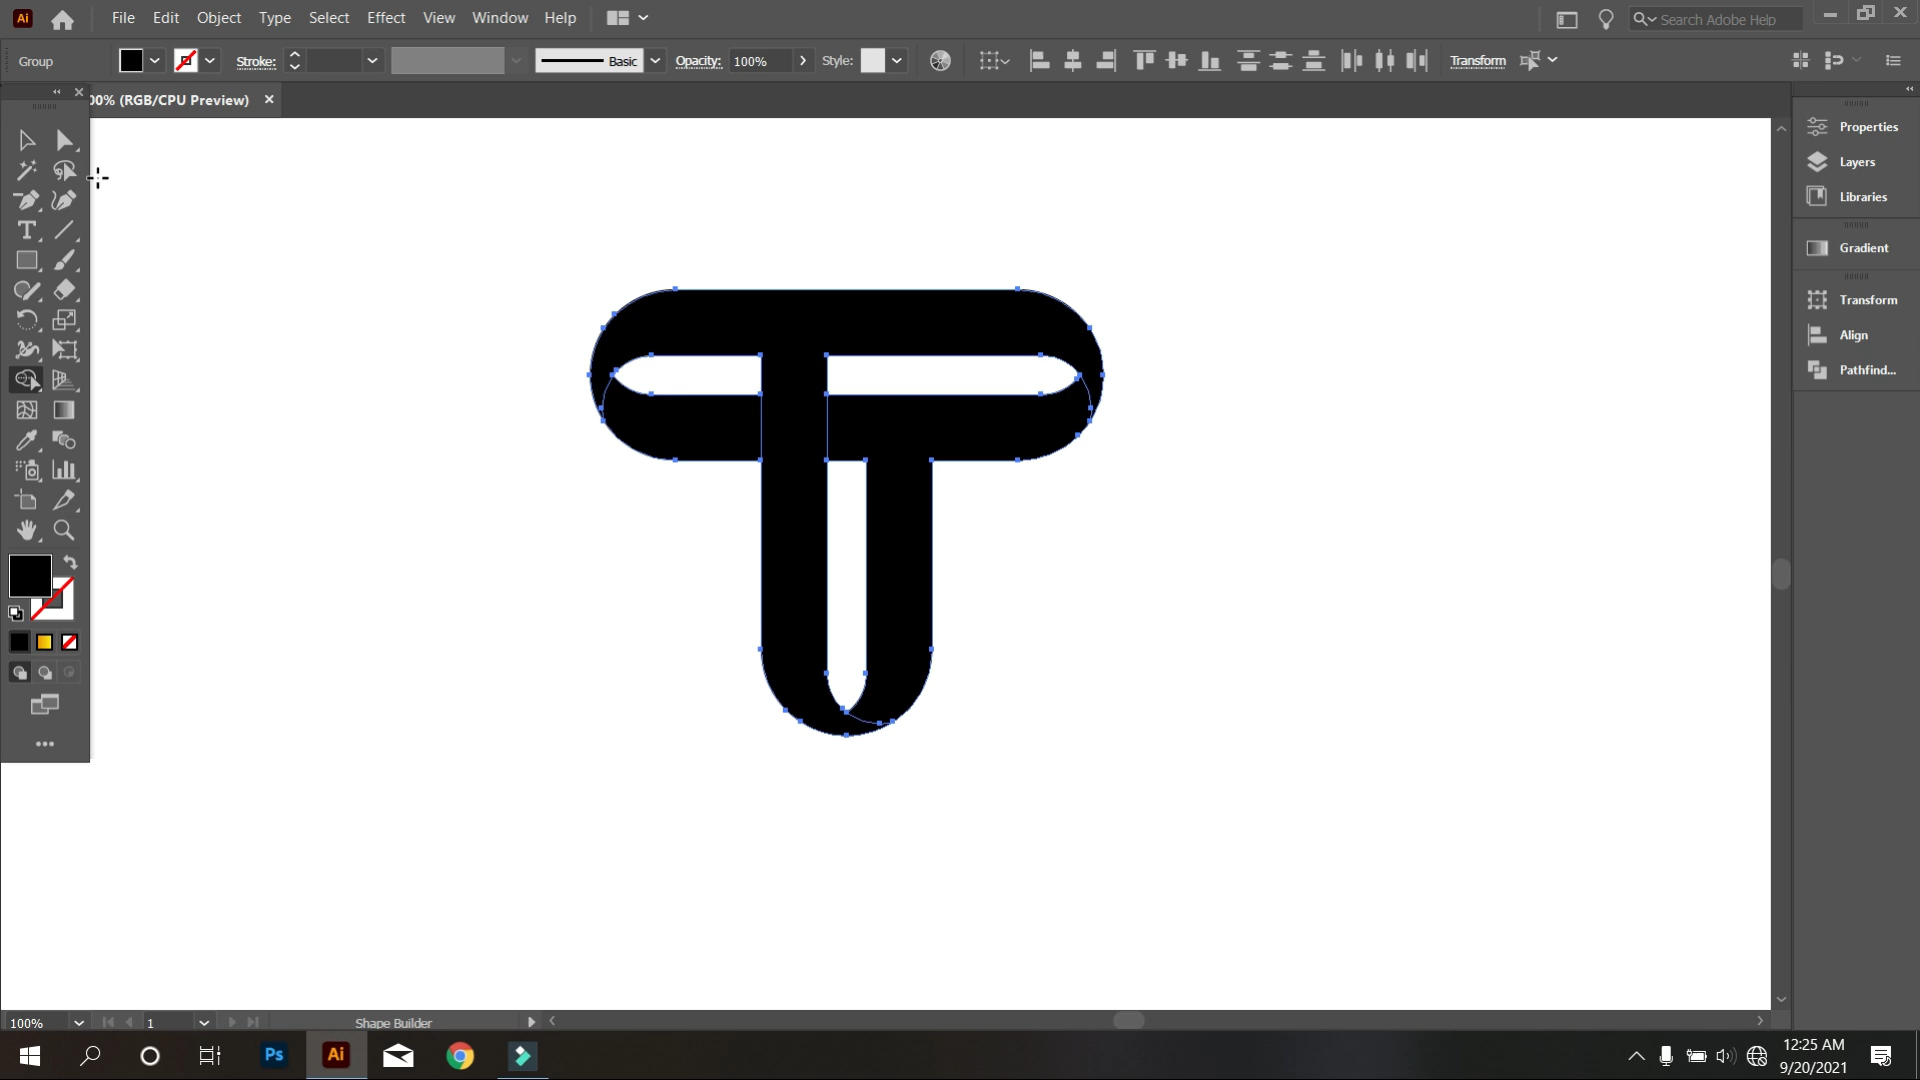 Ai File Edit Object Type Select Effect View Window Help Search Adobe Help
Group Stroke: Basic Opacity: 100% Style: Transform
00% (RGB/CPU Preview)
Properties
Layers
Libraries
Gradient
Transform
Align
Pathfind...
100% 1 Shape Builder
Ps Ai
12:25 AM
9/20/2021